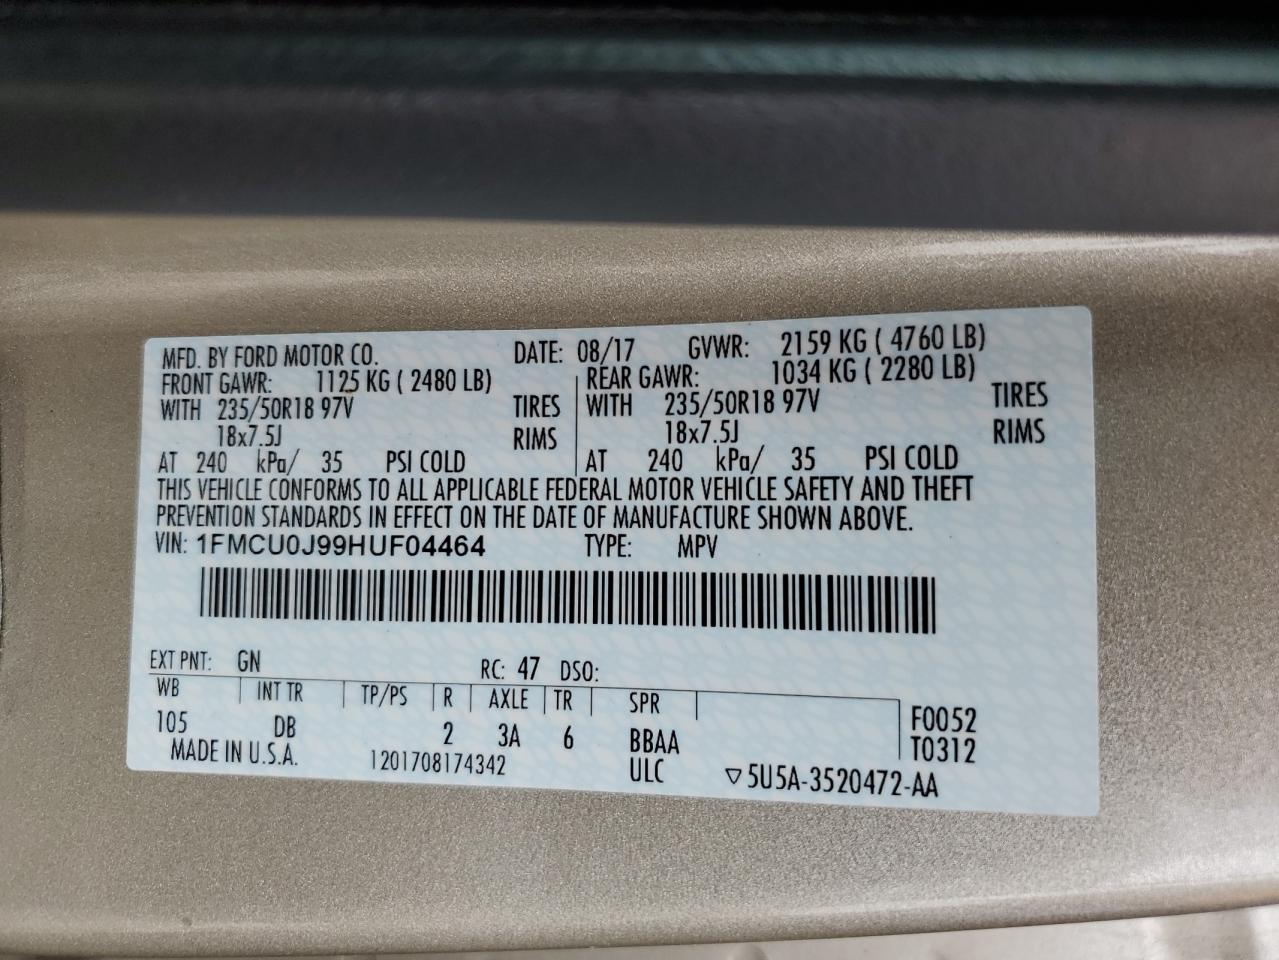 MFD. BY FORD MOTOR CO. DATE: 08/17 GVWR: 2159 KG ( 4760 LB)
FRONT GAWR: 1125 KG ( 2480 LB) REAR GAWR: 1034 KG ( 2280 LB)
WITH 235/50R18 97V TIRES WITH 235/50R18 97V TIRES
18x7.5J RIMS 18x7.5J RIMS
AT 240 kPa/ 35 PSI COLD AT 240 kPa/ 35 PSI COLD
THIS VEHICLE CONFORMS TO ALL APPLICABLE FEDERAL MOTOR VEHICLE SAFETY AND THEFT
PREVENTION STANDARDS IN EFFECT ON THE DATE OF MANUFACTURE SHOWN ABOVE.
VIN: 1FMCU0J99HUF04464 TYPE: MPV
EXT PNT: GN RC: 47 DSO:
WB INT TR TP/PS R AXLE TR SPR
105 DB 2 3A 6 BBAA F0052
T0312
MADE IN U.S.A. 1201708174342 ULC ▽5U5A-3520472-AA